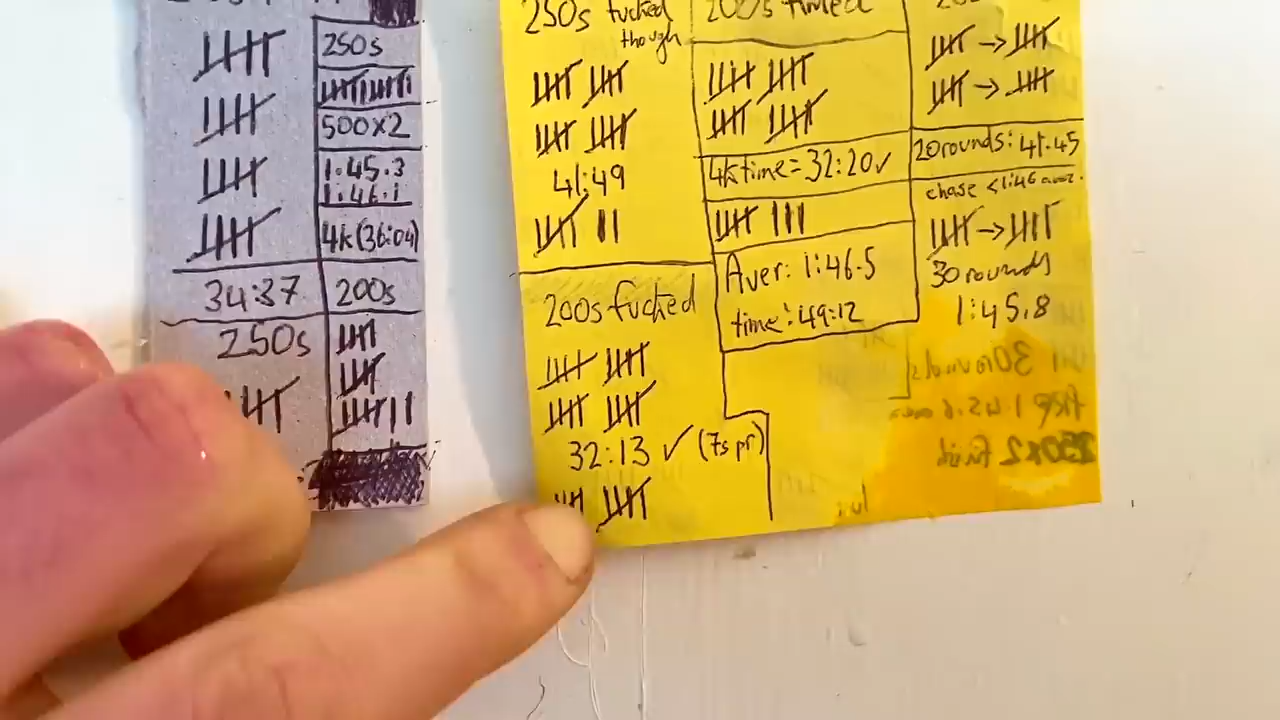 250s
500x2
1:45.3
1:46.1
4k(36:04)
34:37
200s
250s
250s fucked
though
41:49
200s fucked
32:13 ✓ (7s pr)
200s timed
4k time = 32:20 ✓
Aver: 1:46.5
time: 49:12
→
→
20 rounds: 41.45
chase <1:46 aver.
→
30 rounds
1:45.8